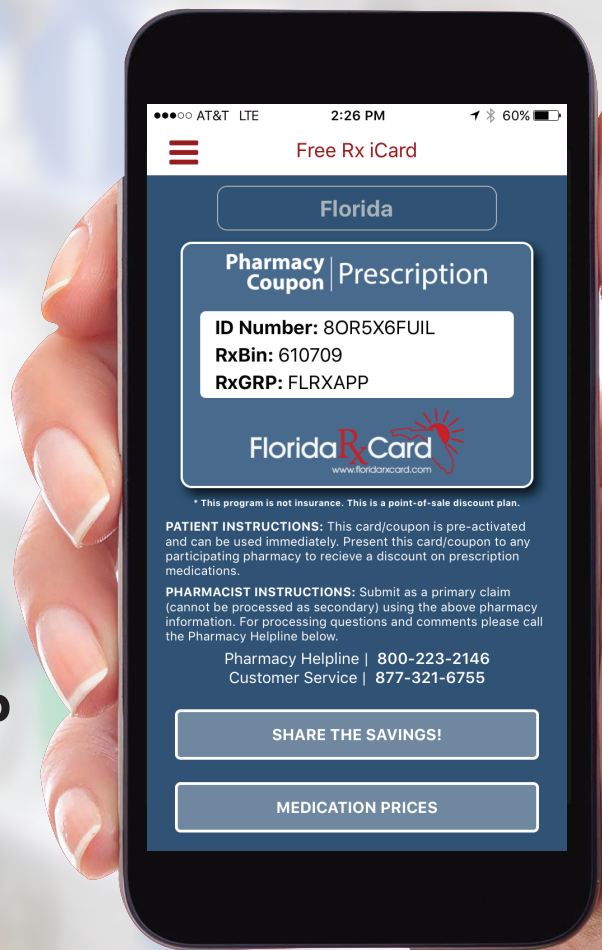 AT&T LTE 2:26 PM 60%
Free Rx iCard
Florida
Pharmacy Coupon | Prescription
ID Number: 8OR5X6FUIL
RxBin: 610709
RxGRP: FLRXAPP
Florida Rx Card
www.floridarxcard.com
* This program is not insurance. This is a point-of-sale discount plan.
PATIENT INSTRUCTIONS: This card/coupon is pre-activated
and can be used immediately. Present this card/coupon to any
participating pharmacy to recieve a discount on prescription
medications.
PHARMACIST INSTRUCTIONS: Submit as a primary claim
(cannot be processed as secondary) using the above pharmacy
information. For processing questions and comments please call
the Pharmacy Helpline below.
Pharmacy Helpline | 800-223-2146
Customer Service | 877-321-6755
SHARE THE SAVINGS!
MEDICATION PRICES